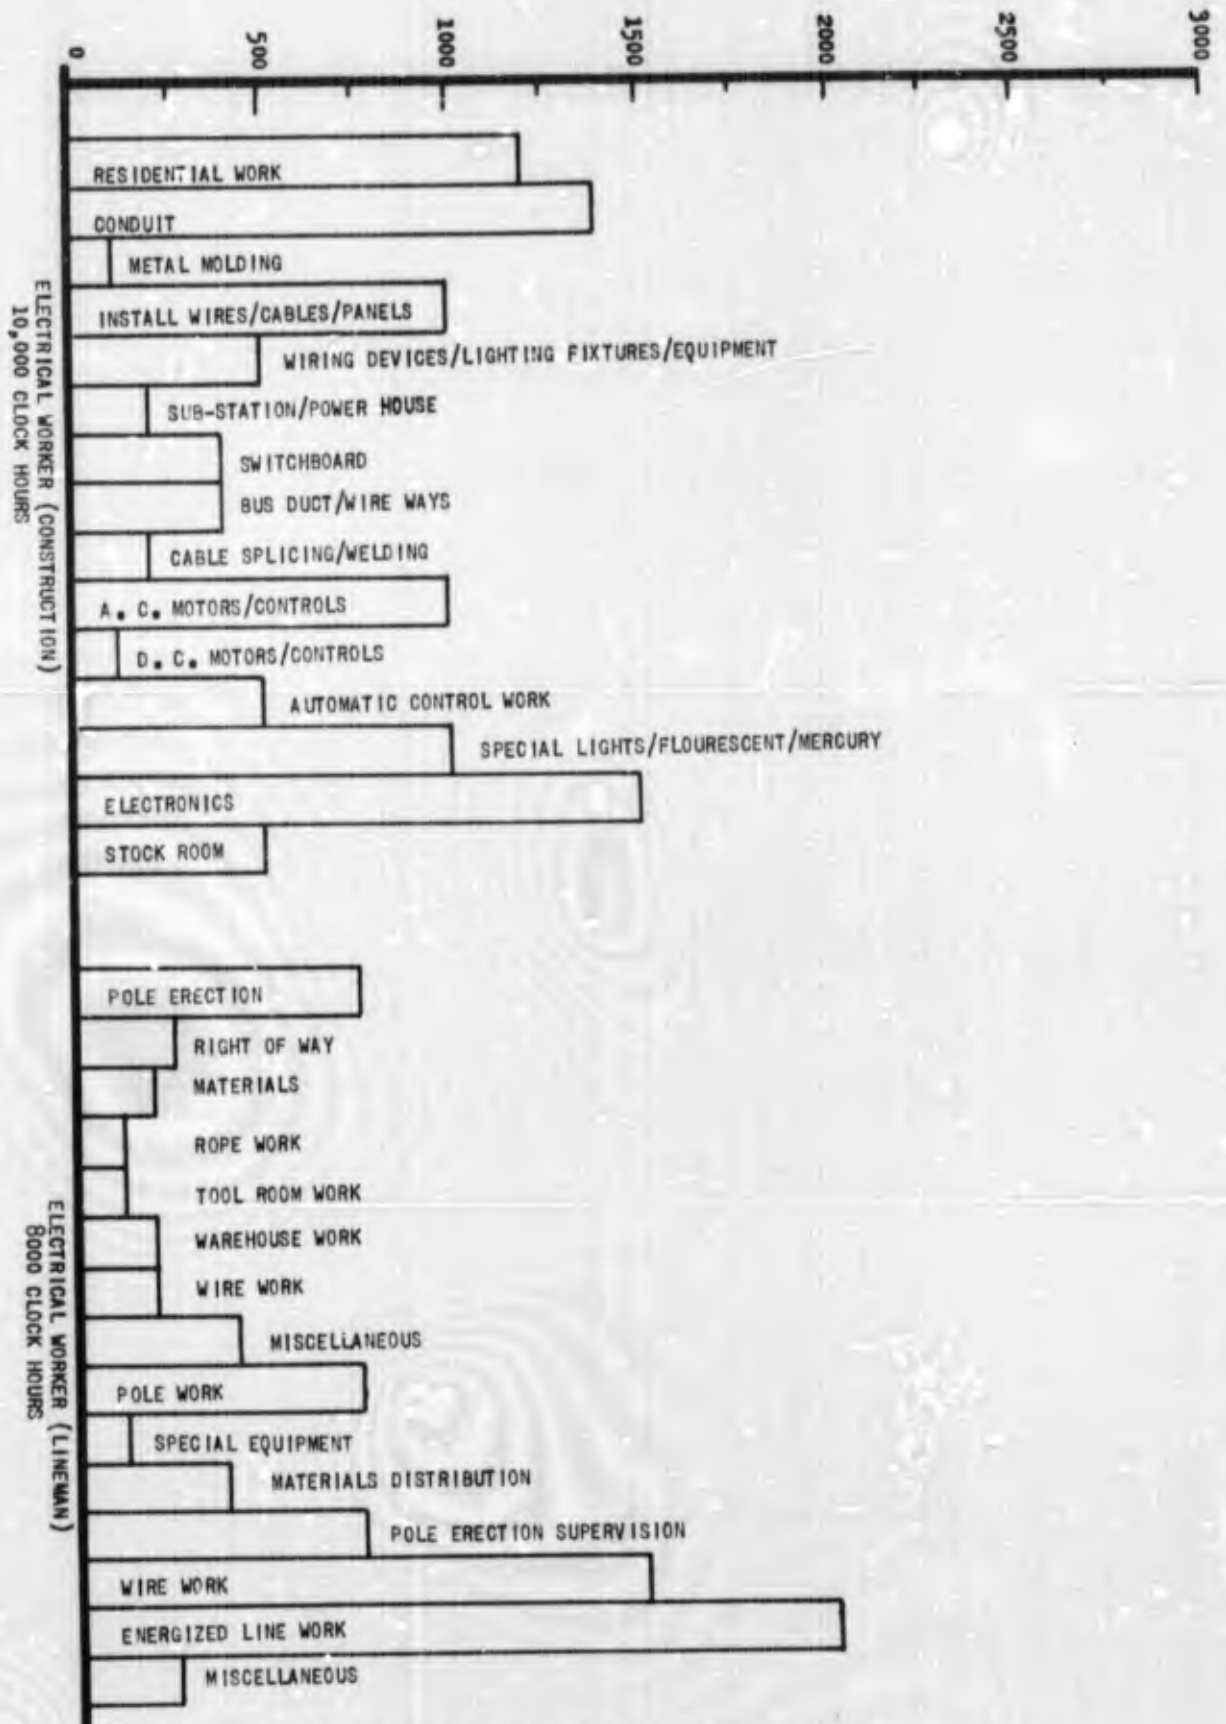 0
500
1000
1500
2000
2500
3000
ELECTRICAL WORKER (CONSTRUCTION)
10,000 CLOCK HOURS
RESIDENTIAL WORK
CONDUIT
METAL MOLDING
INSTALL WIRES/CABLES/PANELS
WIRING DEVICES/LIGHTING FIXTURES/EQUIPMENT
SUB-STATION/POWER HOUSE
SWITCHBOARD
BUS DUCT/WIRE WAYS
CABLE SPLICING/WELDING
A. C. MOTORS/CONTROLS
D. C. MOTORS/CONTROLS
AUTOMATIC CONTROL WORK
SPECIAL LIGHTS/FLOURESCENT/MERCURY
ELECTRONICS
STOCK ROOM
ELECTRICAL WORKER (LINEMAN)
8000 CLOCK HOURS
POLE ERECTION
RIGHT OF WAY
MATERIALS
ROPE WORK
TOOL ROOM WORK
WAREHOUSE WORK
WIRE WORK
MISCELLANEOUS
POLE WORK
SPECIAL EQUIPMENT
MATERIALS DISTRIBUTION
POLE ERECTION SUPERVISION
WIRE WORK
ENERGIZED LINE WORK
MISCELLANEOUS